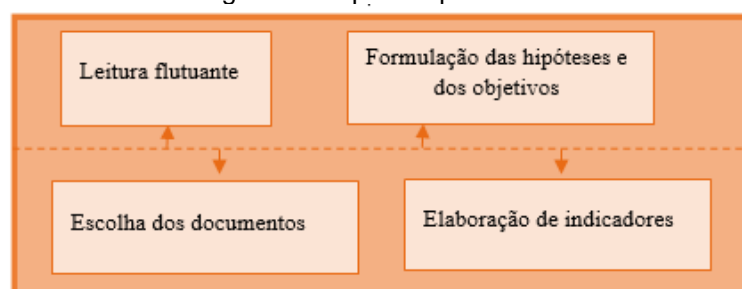 Leitura flutuante
Formulação das hipóteses e
dos objetivos
Escolha dos documentos
Elaboração de indicadores